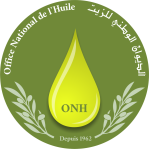 Office National de l'Huile
الديوان الوطني للزيت
ONH
Depuis 1962